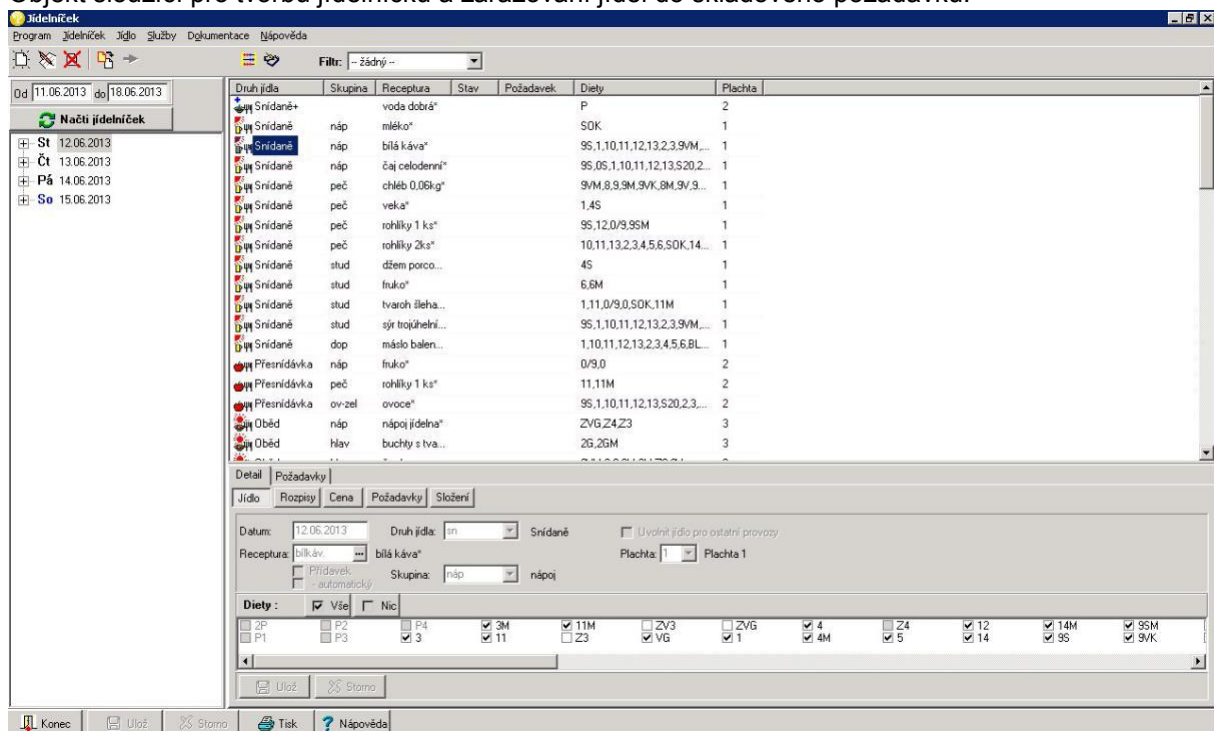 Objekt sloužící pro tvorbu jídelníčku a zařazování jídel do skladového požadavku.
Jídelníček
Program Jídelníček Jídlo Služby Dokumentace Nápověda
Filtr: -- žádný --
Od 11.06.2013 do 18.06.2013
Načti jídelníček
St 12.06.2013
Čt 13.06.2013
Pá 14.06.2013
So 15.06.2013
Druh jídla Skupina Receptura Stav Požadavek Diety Plachta
Snídaně+ voda dobrá* P 2
Snídaně náp mléko* SOK 1
Snídaně náp bílá káva* 9S,1,10,11,12,13,2,3,9VM,... 1
Snídaně náp čaj celodenní* 9S,0S,1,10,11,12,13,S20,2... 1
Snídaně peč chléb 0,06kg* 9VM,8,9,9M,9VK,8M,9V,9... 1
Snídaně peč veka* 1,4S 1
Snídaně peč rohlíky 1 ks* 9S,12,0/9,9SM 1
Snídaně peč rohlíky 2ks* 10,11,13,2,3,4,5,6,SOK,14... 1
Snídaně stud džem porco... 4S 1
Snídaně stud fruko* 6,6M 1
Snídaně stud tvaroh šleha... 1,11,0/9,0,SOK,11M 1
Snídaně stud sýr trojúhelní... 9S,1,10,11,12,13,2,3,9VM,... 1
Snídaně dop máslo balen... 1,10,11,12,13,2,3,4,5,6,BL... 1
Přesnídávka náp fruko* 0/9,0 2
Přesnídávka peč rohlíky 1 ks* 11,11M 2
Přesnídávka ov-zel ovoce* 9S,1,10,11,12,13,S20,2,3,... 2
Oběd náp nápoj jídelna* ZVG,Z4,Z3 3
Oběd hlav buchty s tva... 2G,2GM 3
Detail Požadavky
Jídlo Rozpisy Cena Požadavky Složení
Datum: 12.06.2013 Druh jídla: sn Snídaně Uvolnit jídlo pro ostatní provozy
Receptura: bílkáv. ... bílá káva* Plachta: 1 Plachta 1
Přídavek
- automatický Skupina: náp nápoj
Diety : Vše Nic
2P P2 P4 3M 11M ZV3 ZVG 4 Z4 12 14M 9SM
P1 P3 3 11 Z3 VG 1 4M 5 14 9S 9VK
Ulož Storno
Konec Ulož Storno Tisk Nápověda